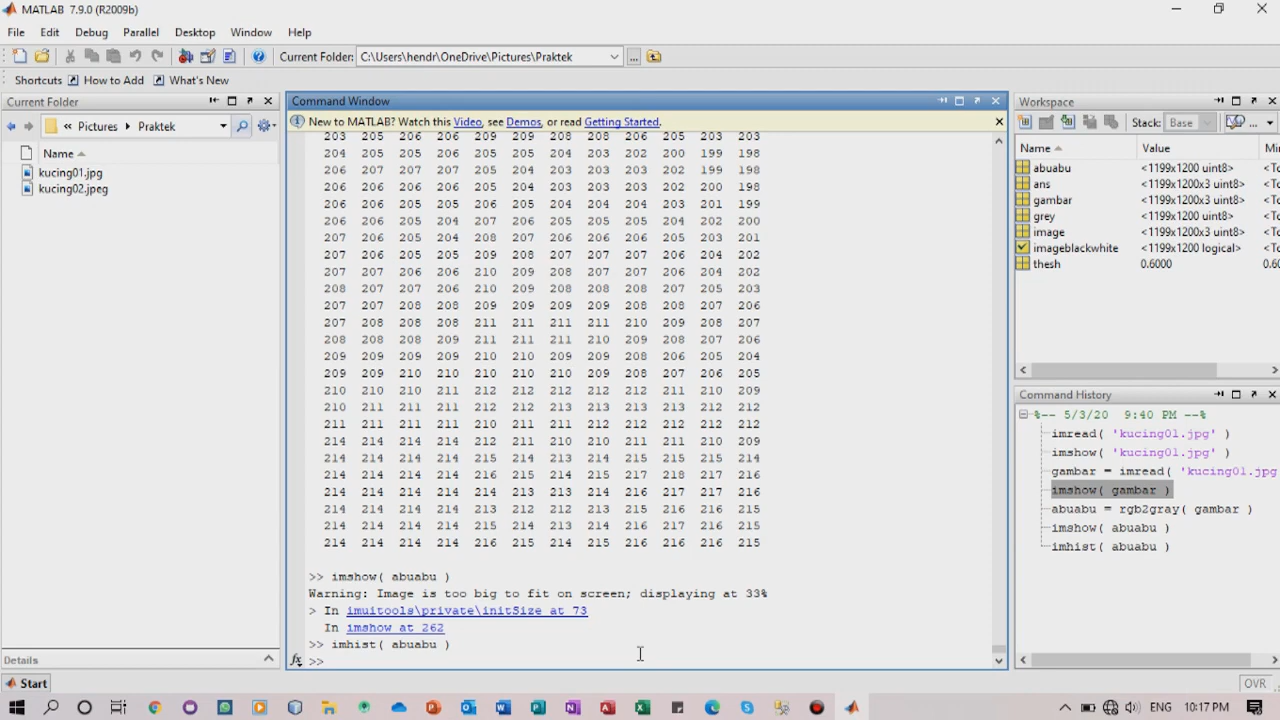 MATLAB 7.9.0 (R2009b)
File Edit Debug Parallel Desktop Window Help
Current Folder: C:\Users\hendr\OneDrive\Pictures\Praktek ...
Shortcuts How to Add What's New
Current Folder
« Pictures ▸ Praktek
Name
kucing01.jpg
kucing02.jpeg
Details
Command Window
New to MATLAB? Watch this Video, see Demos, or read Getting Started.
203 205 206 206 209 209 208 208 206 205 203 203
204 205 205 206 205 205 204 203 202 200 199 198
206 207 207 207 205 204 203 203 203 202 199 198
206 206 206 206 205 204 203 203 203 202 200 198
206 206 205 205 206 205 204 204 204 203 201 199
206 206 205 204 207 206 205 205 205 204 202 200
207 206 205 204 208 207 206 206 206 205 203 201
207 206 205 205 209 208 207 207 206 206 204 202
207 207 206 206 210 209 208 207 207 206 204 202
208 207 207 206 210 209 209 208 208 207 205 203
207 207 208 208 209 209 209 209 208 208 207 206
207 208 208 208 211 211 211 211 210 209 208 207
208 208 208 209 211 211 211 210 209 208 207 206
209 209 209 209 210 210 209 209 208 206 205 204
209 209 210 210 210 210 210 209 208 207 206 205
210 210 210 211 212 212 212 212 212 211 210 209
210 211 211 211 212 212 213 213 213 213 212 212
211 211 211 211 210 211 211 212 212 212 212 212
214 214 214 214 212 211 210 210 211 211 210 209
214 214 214 214 215 214 213 214 215 215 215 214
214 214 214 214 216 215 214 215 217 218 217 216
214 214 214 214 214 213 213 214 216 217 217 216
214 214 214 214 213 212 212 213 215 216 216 215
214 214 214 214 215 214 213 214 216 217 216 215
214 214 214 214 216 215 214 215 216 216 216 215
>> imshow( abuabu )
Warning: Image is too big to fit on screen; displaying at 33%
> In imuitools\private\initSize at 73
In imshow at 262
>> imhist( abuabu )
fx >>
Workspace
Stack: Base ...
Name Value Mi
abuabu <1199x1200 uint8> <To
ans <1199x1200x3 uint8> <To
gambar <1199x1200x3 uint8> <To
grey <1199x1200 uint8> <To
image <1199x1200x3 uint8> <To
imageblackwhite <1199x1200 logical>
thesh 0.6000 0.60
Command History
%-- 5/3/20 9:40 PM --%
imread( 'kucing01.jpg' )
imshow( 'kucing01.jpg' )
gambar = imread( 'kucing01.jpg
imshow( gambar )
abuabu = rgb2gray( gambar )
imshow( abuabu )
imhist( abuabu )
Start
OVR
ENG 10:17 PM